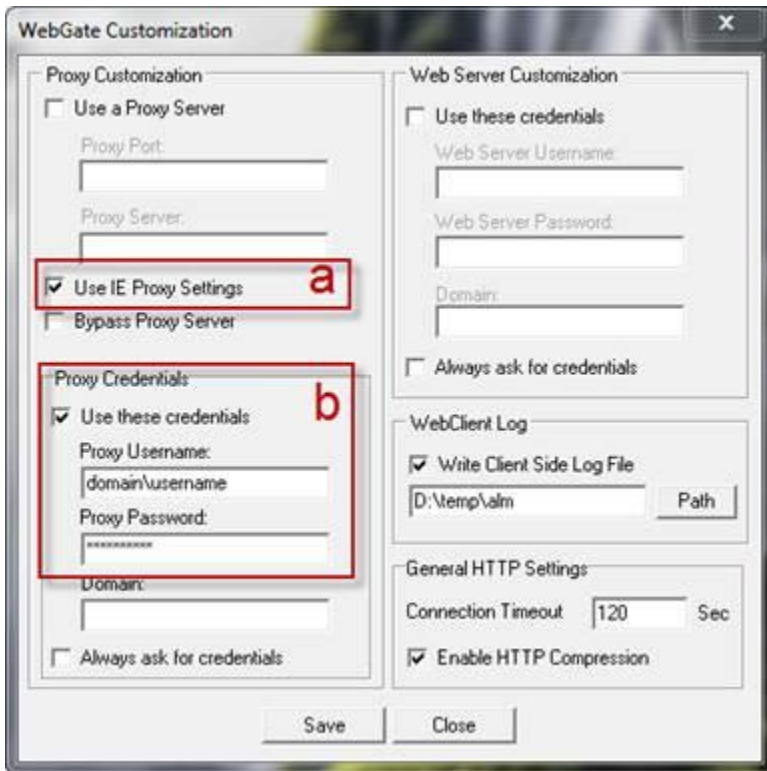 WebGate Customization
x
Proxy Customization
Use a Proxy Server
Proxy Port:
Proxy Server:
Use IE Proxy Settings
a
Bypass Proxy Server
Proxy Credentials
b
Use these credentials
Proxy Username:
domain\username
Proxy Password:
**********
Domain:
Always ask for credentials
Web Server Customization
Use these credentials
Web Server Username:
Web Server Password:
Domain:
Always ask for credentials
WebClient Log
Write Client Side Log File
D:\temp\alm Path
General HTTP Settings
Connection Timeout 120 Sec
Enable HTTP Compression
Save Close